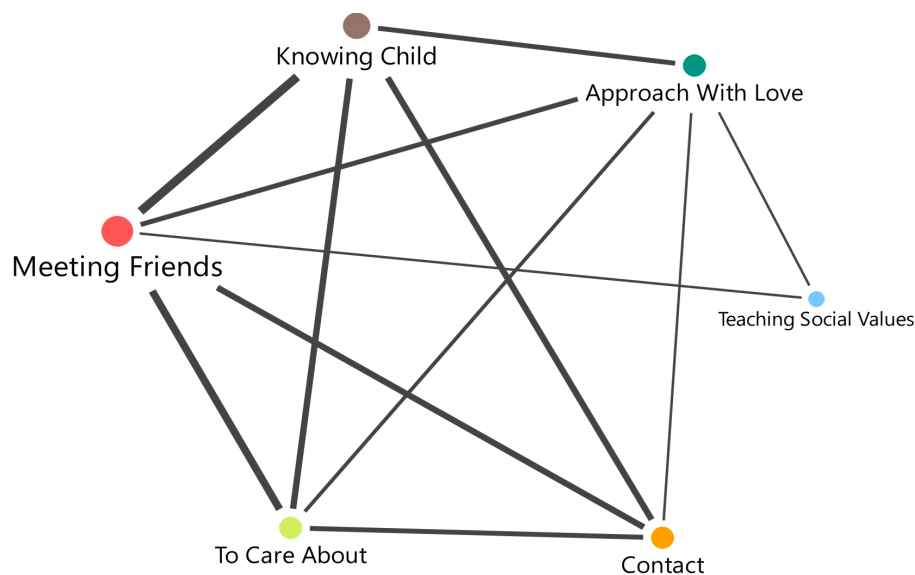 Knowing Child
Approach With Love
Meeting Friends
Teaching Social Values
To Care About
Contact